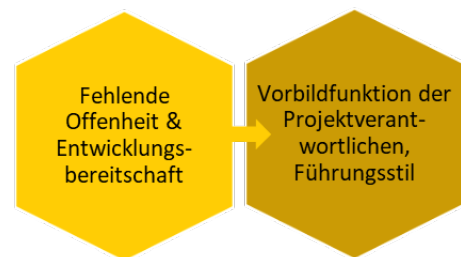 Fehlende
Offenheit &
Entwicklungs-
bereitschaft
Vorbildfunktion der
Projektverant-
wortlichen,
Führungsstil